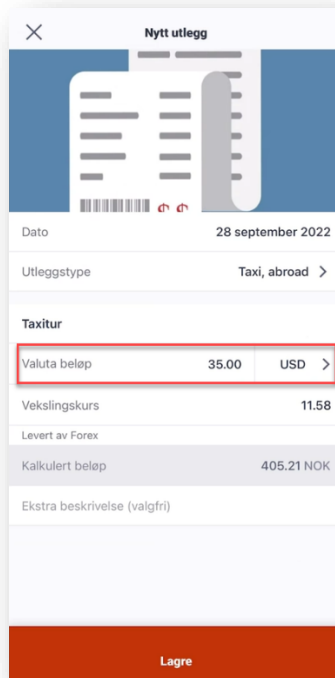 Nytt utlegg
Dato 28 september 2022
Utleggstype Taxi, abroad
Taxitur
Valuta beløp 35.00 USD
Vekslingskurs 11.58
Levert av Forex
Kalkulert beløp 405.21 NOK
Ekstra beskrivelse (valgfri)
Lagre